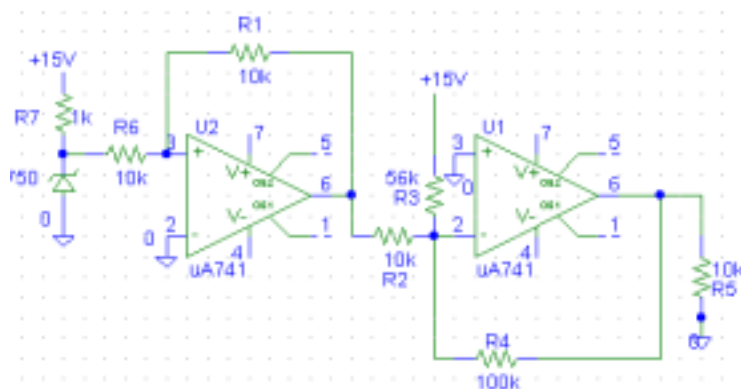 R1
10k
+15V
R7
1k
R6
10k
U2
3
+
7
5
V+
OS2
6
OS1
V-
2
-
1
4
uA741
0
0
+15V
56k
R3
10k
R2
U1
3
+
7
5
V+
OS2
6
OS1
V-
0
2
-
1
4
uA741
10k
R5
R4
100k